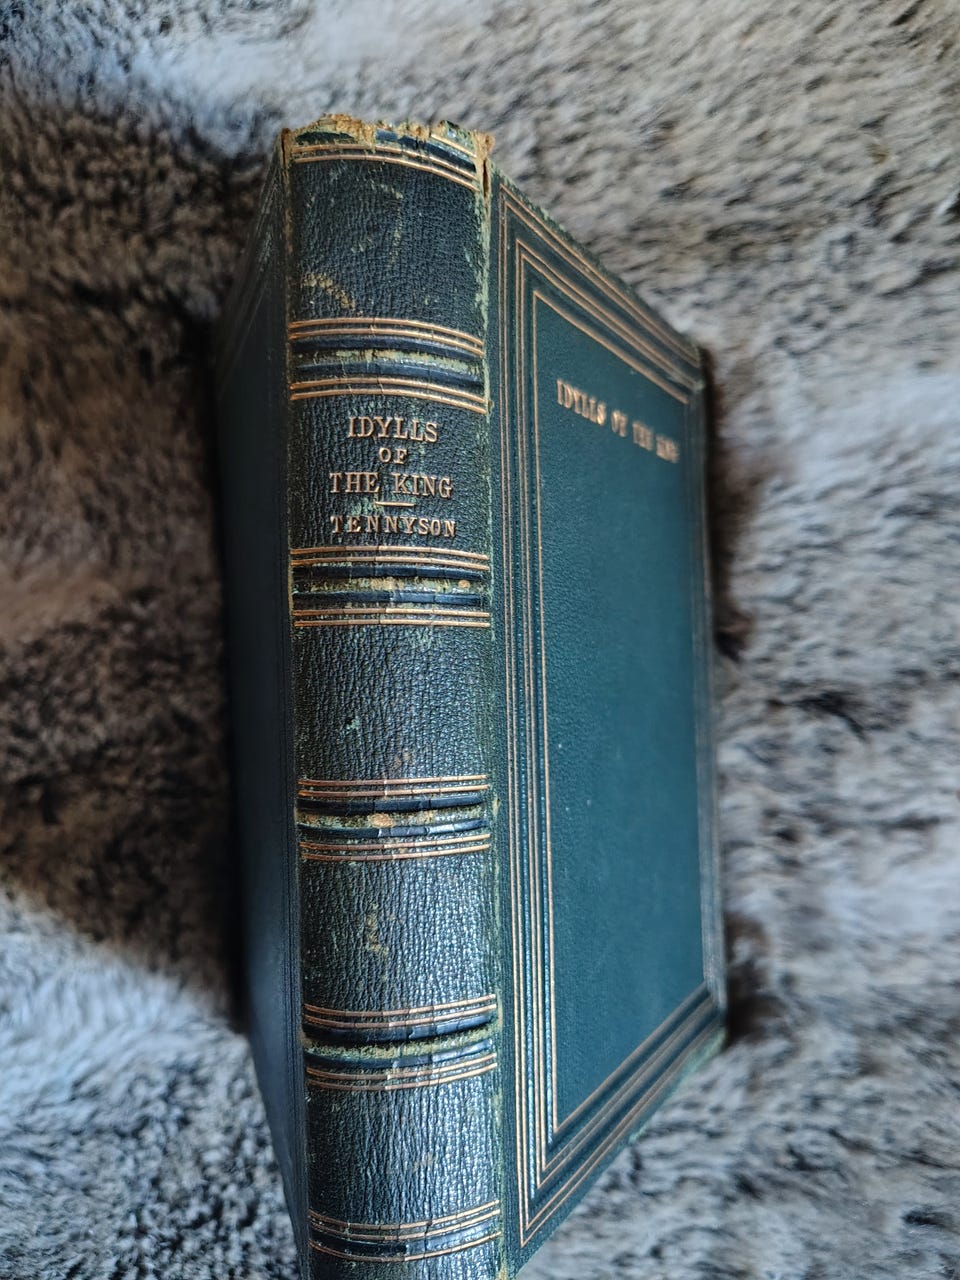 IDYLLS
OF
THE KING
TENNYSON
IDYLLS OF THE KING